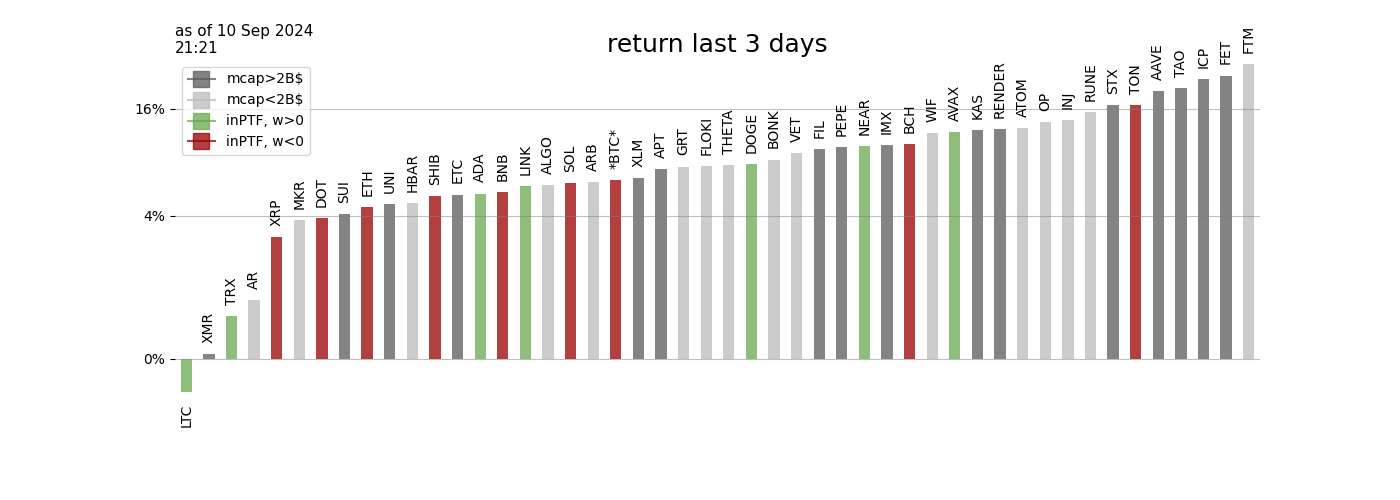 as of 10 Sep 2024
21:21
return last 3 days
mcap>2B$
mcap<2B$
inPTF, w>0
inPTF, w<0
16%
4%
0%
LTC
XMR
TRX
AR
XRP
MKR
DOT
SUI
ETH
UNI
HBAR
SHIB
ETC
ADA
BNB
LINK
ALGO
SOL
ARB
*BTC*
XLM
APT
GRT
FLOKI
THETA
DOGE
BONK
VET
FIL
PEPE
NEAR
IMX
BCH
WIF
AVAX
KAS
RENDER
ATOM
OP
INJ
RUNE
STX
TON
AAVE
TAO
ICP
FET
FTM